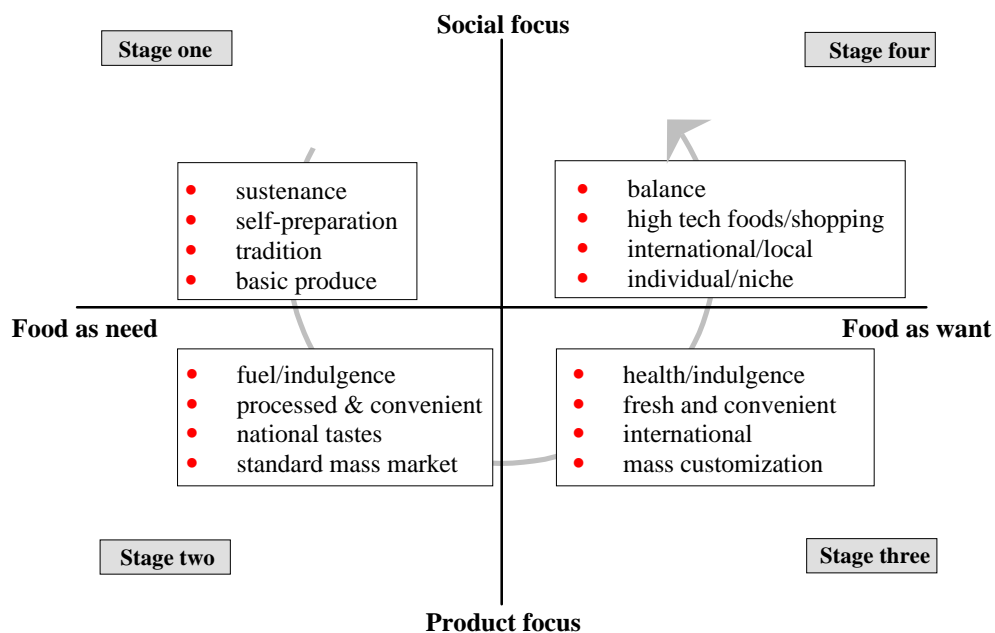 Social focus
Stage one
Stage four
sustenance
self-preparation
tradition
basic produce
balance
high tech foods/shopping
international/local
individual/niche
Food as need
Food as want
fuel/indulgence
processed & convenient
national tastes
standard mass market
health/indulgence
fresh and convenient
international
mass customization
Stage two
Stage three
Product focus